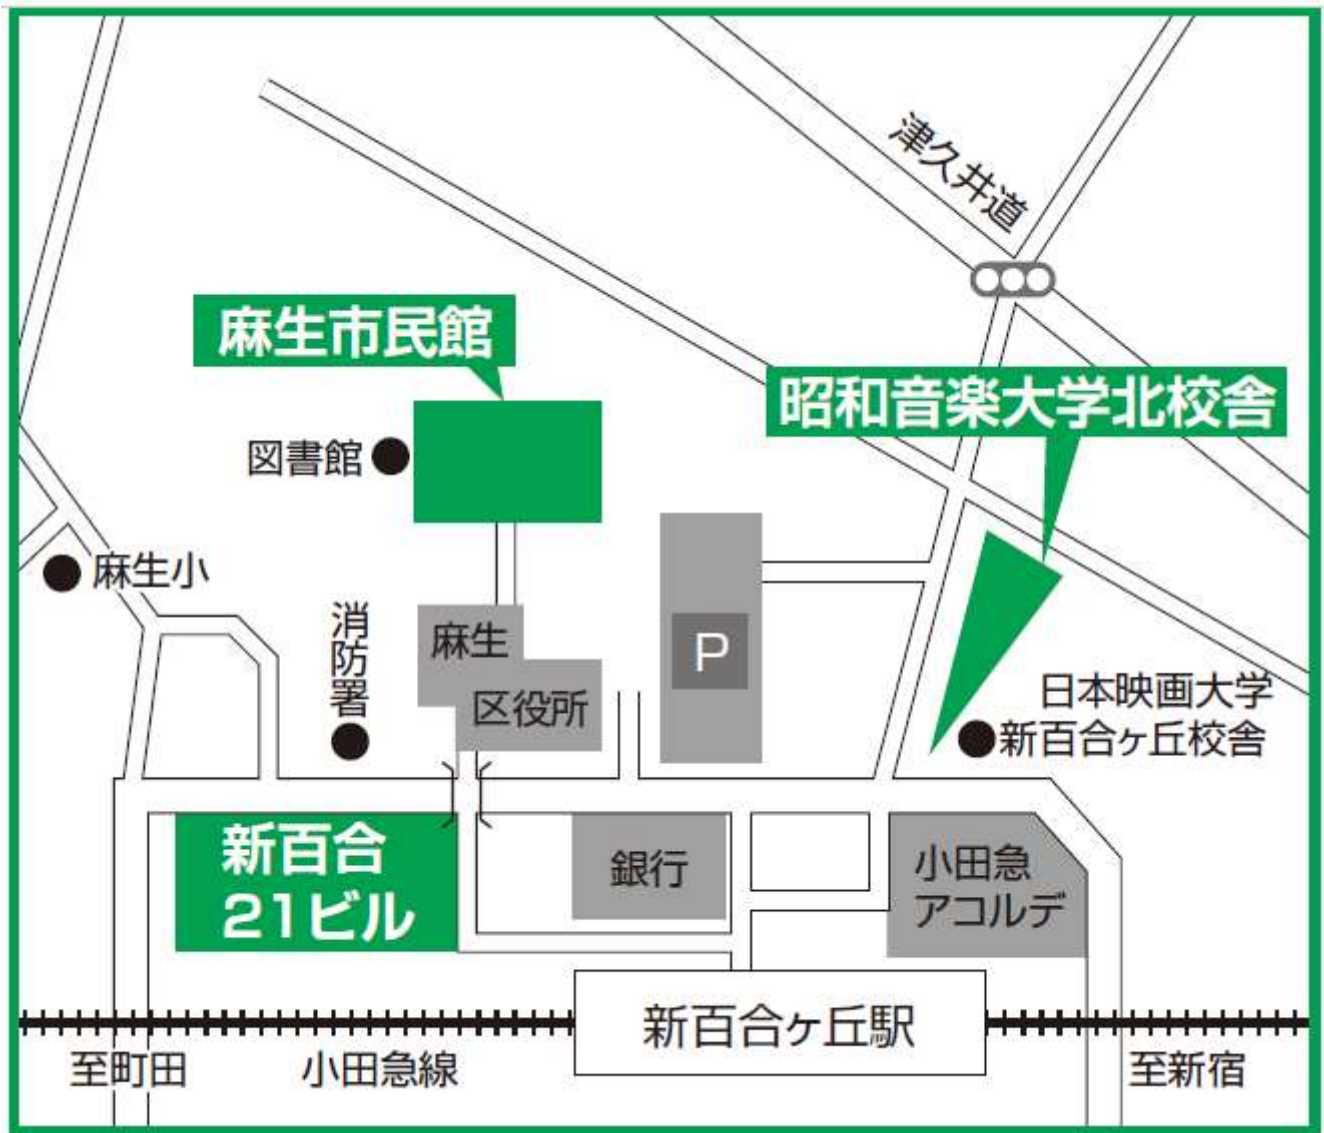 津久井道
麻生市民館
昭和音楽大学北校舎
図書館
麻生小
消防署
麻生
区役所
P
日本映画大学
新百合ヶ丘校舎
新百合
21ビル
銀行
小田急
アコルデ
新百合ヶ丘駅
至町田
小田急線
至新宿